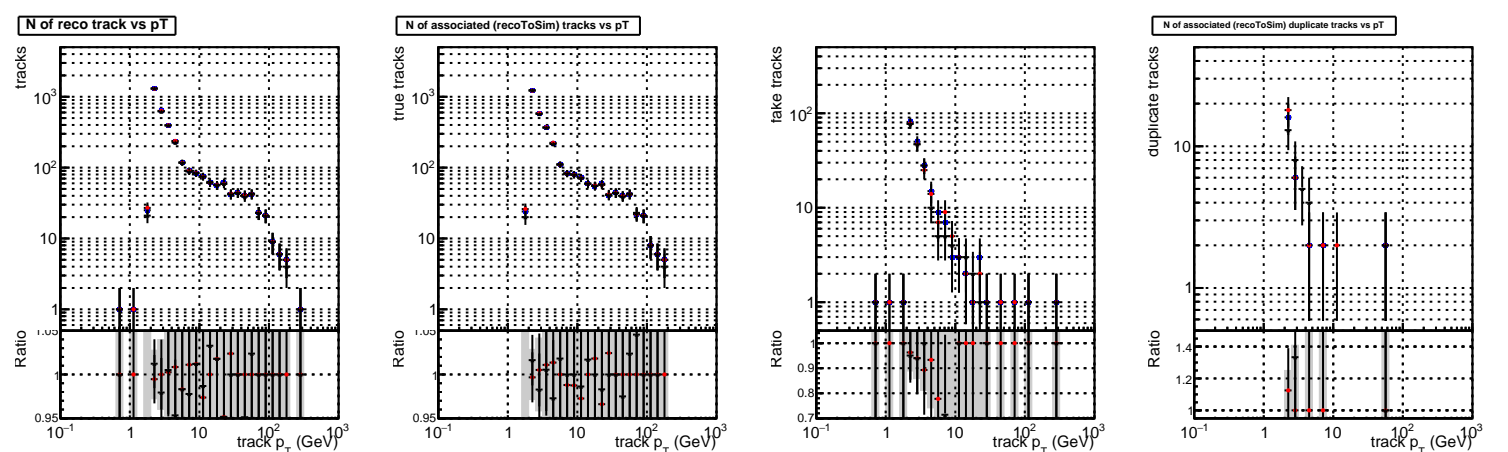 N of reco track vs pT
tracks
10³
10²
10
1
Ratio
1.05
1
0.95
10⁻¹ 1 10 10² 10³
track p_T (GeV)
N of associated (recoToSim) tracks vs pT
true tracks
10³
10²
10
1
Ratio
1.05
1
0.95
10⁻¹ 1 10 10² 10³
track p_T (GeV)
fake tracks
10²
10
1
Ratio
1
0.9
0.8
0.7
10⁻¹ 1 10 10² 10³
track p_T (GeV)
N of associated (recoToSim) duplicate tracks vs pT
duplicate tracks
10
1
Ratio
1.4
1.2
1
10⁻¹ 1 10 10² 10³
track p_T (GeV)